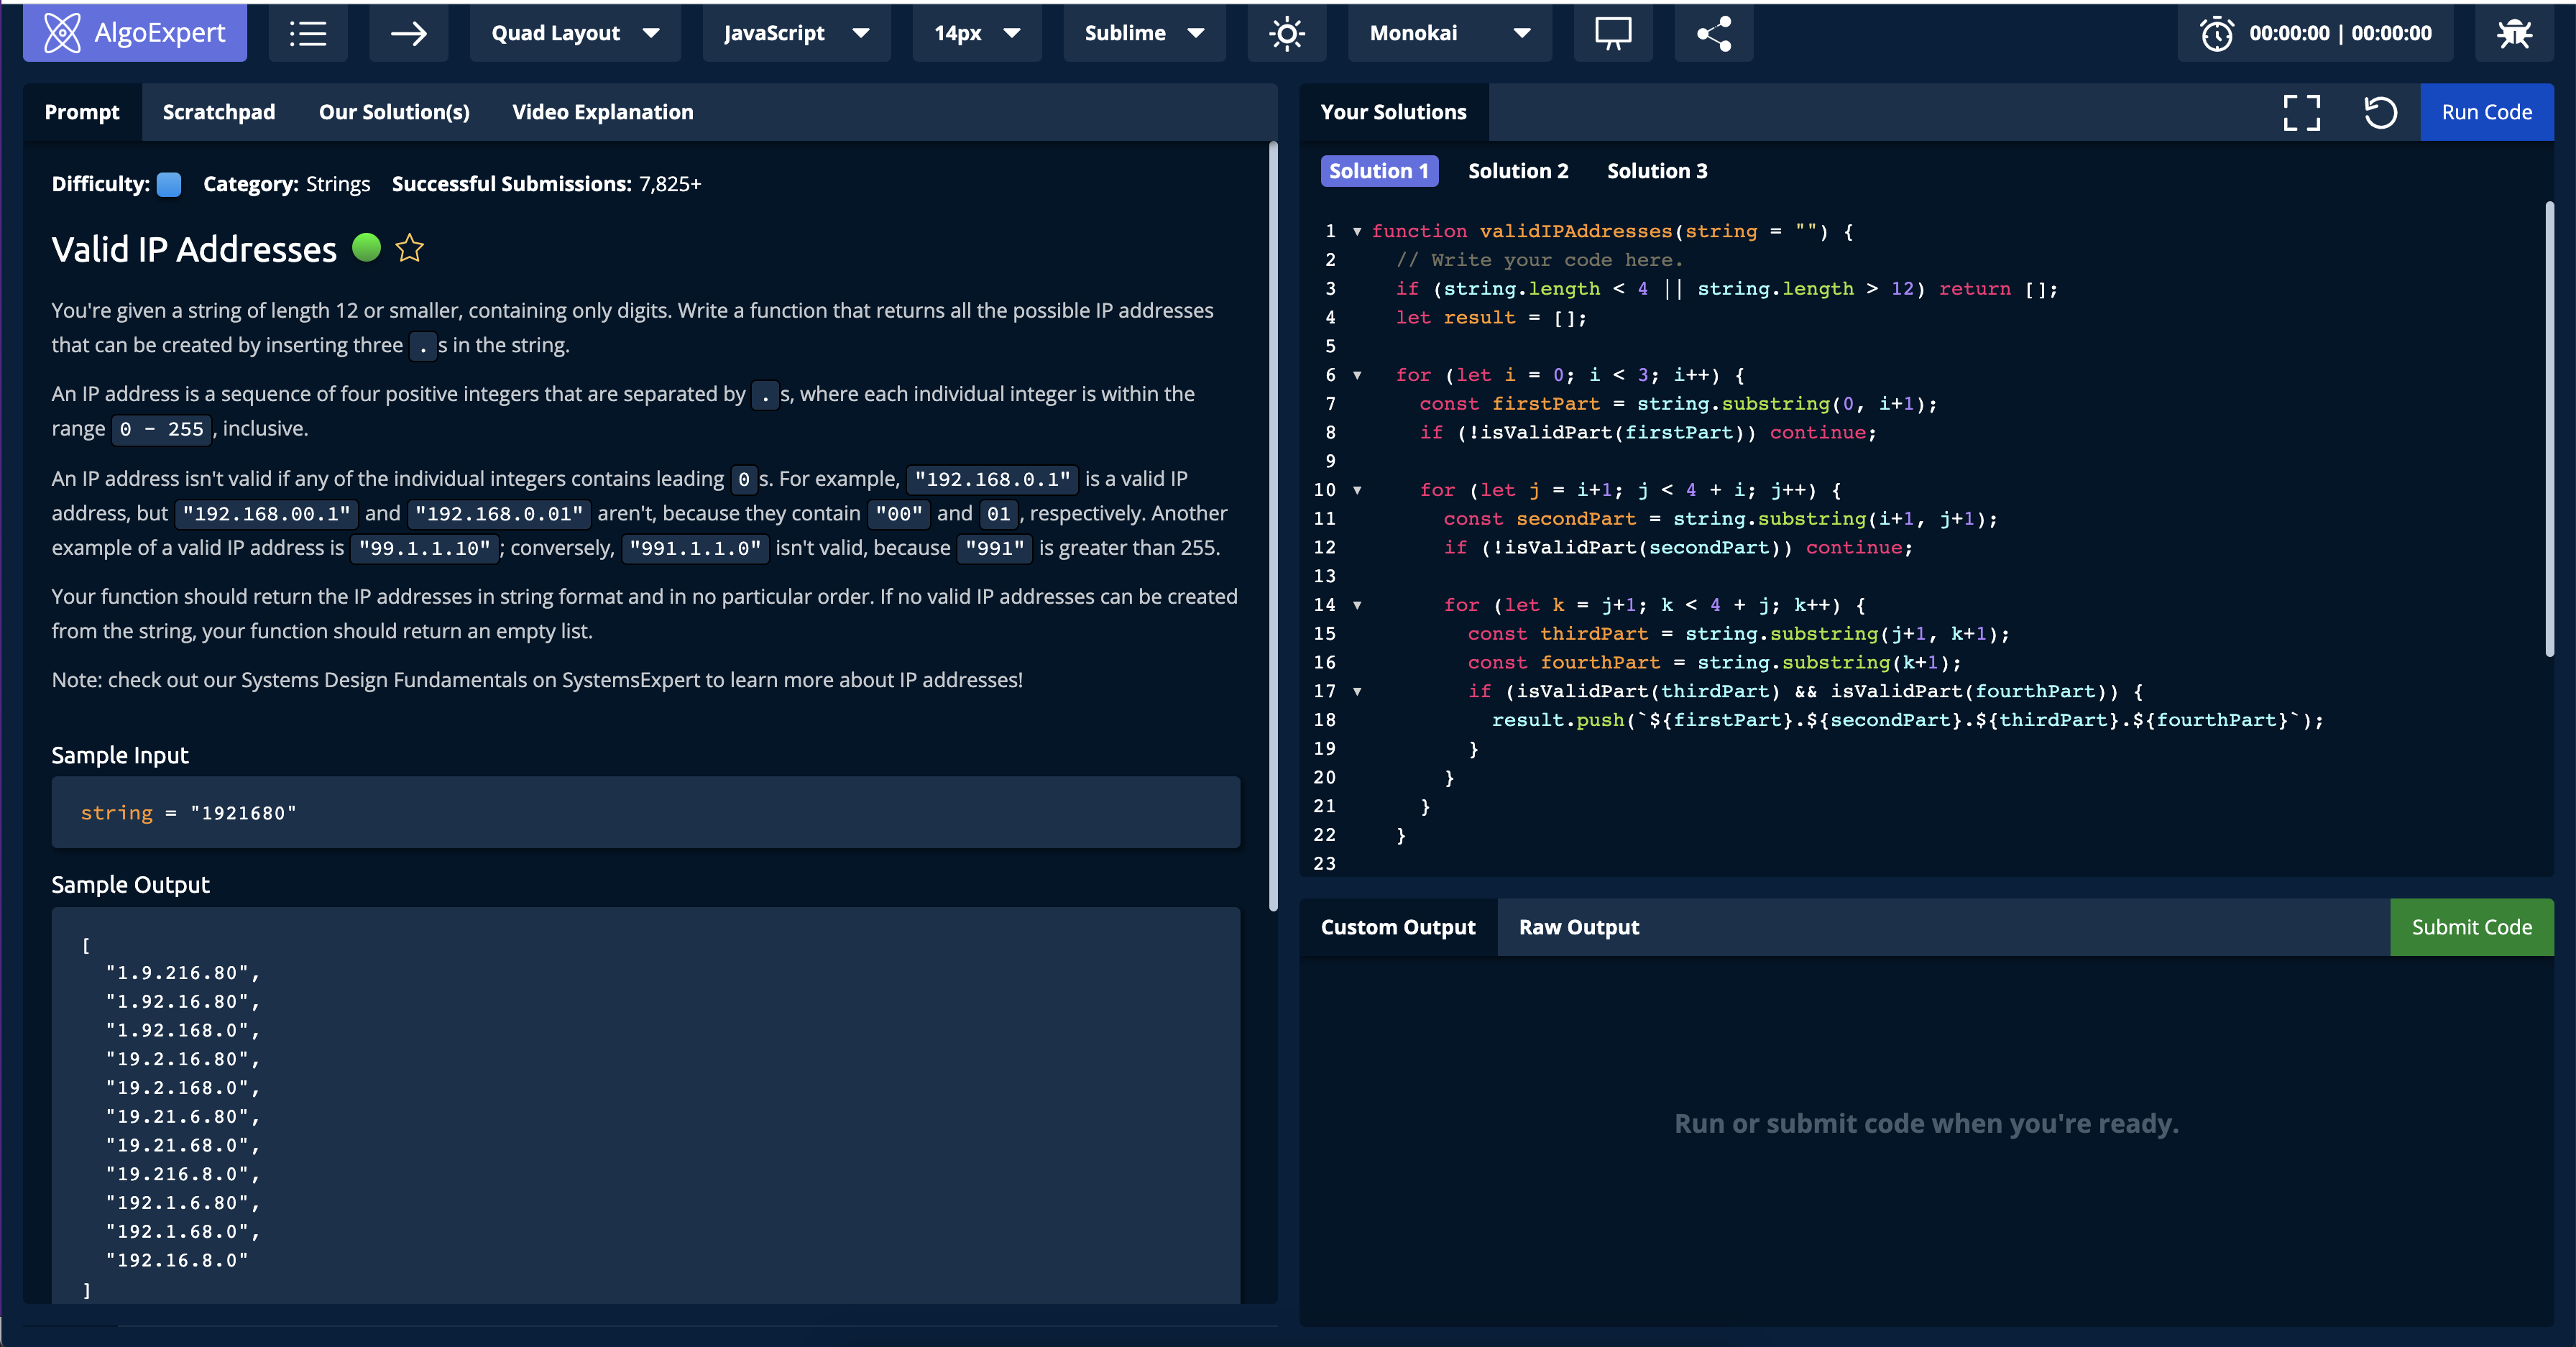 AlgoExpert
Quad Layout
JavaScript
14px
Sublime
Monokai
00:00:00 | 00:00:00
Prompt
Scratchpad
Our Solution(s)
Video Explanation
Difficulty:
Category: Strings
Successful Submissions: 7,825+
Valid IP Addresses
You're given a string of length 12 or smaller, containing only digits. Write a function that returns all the possible IP addresses
that can be created by inserting three . s in the string.
An IP address is a sequence of four positive integers that are separated by . s, where each individual integer is within the
range 0 - 255 , inclusive.
An IP address isn't valid if any of the individual integers contains leading 0 s. For example, "192.168.0.1" is a valid IP
address, but "192.168.00.1" and "192.168.0.01" aren't, because they contain "00" and 01 , respectively. Another
example of a valid IP address is "99.1.1.10" ; conversely, "991.1.1.0" isn't valid, because "991" is greater than 255.
Your function should return the IP addresses in string format and in no particular order. If no valid IP addresses can be created
from the string, your function should return an empty list.
Note: check out our Systems Design Fundamentals on SystemsExpert to learn more about IP addresses!
Sample Input
string = "1921680"
Sample Output
[
"1.9.216.80",
"1.92.16.80",
"1.92.168.0",
"19.2.16.80",
"19.2.168.0",
"19.21.6.80",
"19.21.68.0",
"19.216.8.0",
"192.1.6.80",
"192.1.68.0",
"192.16.8.0"
]
Your Solutions
Run Code
Solution 1
Solution 2
Solution 3
1 function validIPAddresses(string = "") {
2 // Write your code here.
3 if (string.length < 4 || string.length > 12) return [];
4 let result = [];
5
6 for (let i = 0; i < 3; i++) {
7 const firstPart = string.substring(0, i+1);
8 if (!isValidPart(firstPart)) continue;
9
10 for (let j = i+1; j < 4 + i; j++) {
11 const secondPart = string.substring(i+1, j+1);
12 if (!isValidPart(secondPart)) continue;
13
14 for (let k = j+1; k < 4 + j; k++) {
15 const thirdPart = string.substring(j+1, k+1);
16 const fourthPart = string.substring(k+1);
17 if (isValidPart(thirdPart) && isValidPart(fourthPart)) {
18 result.push(`${firstPart}.${secondPart}.${thirdPart}.${fourthPart}`);
19 }
20 }
21 }
22 }
23
Custom Output
Raw Output
Submit Code
Run or submit code when you're ready.